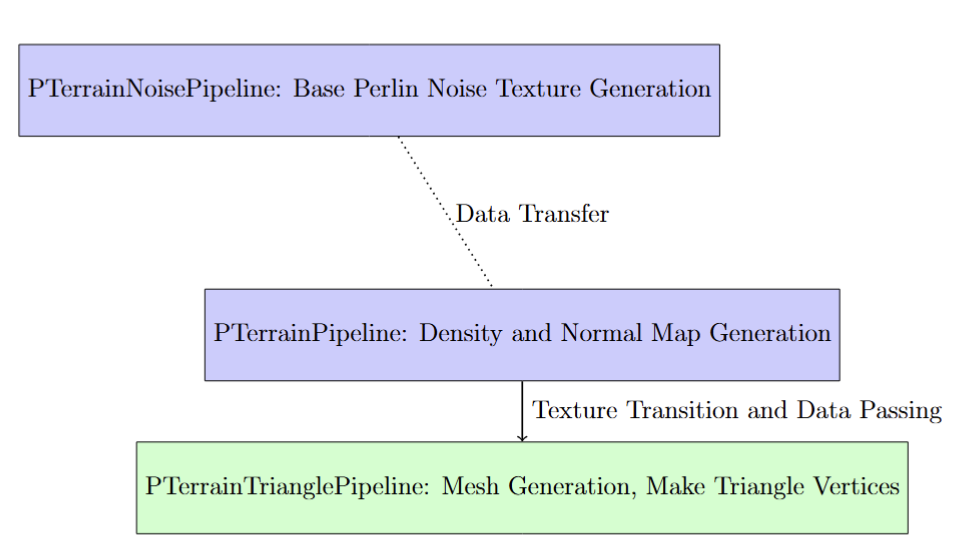 PTerrainNoisePipeline: Base Perlin Noise Texture Generation
Data Transfer
PTerrainPipeline: Density and Normal Map Generation
Texture Transition and Data Passing
PTerrainTrianglePipeline: Mesh Generation, Make Triangle Vertices